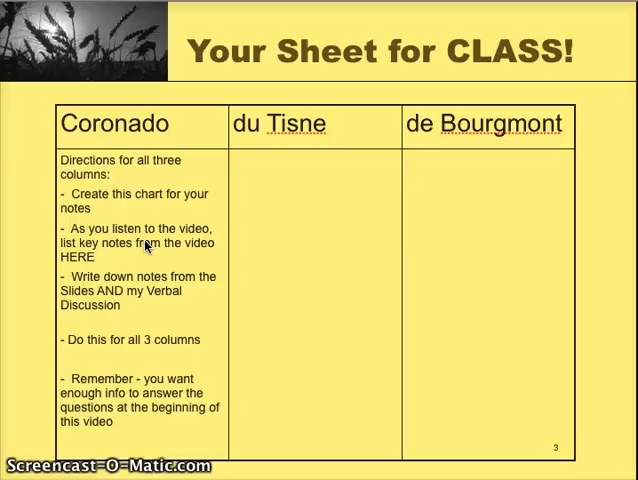 Your Sheet for CLASS!
Coronado
du Tisne
de Bourgmont
Directions for all three
columns:
- Create this chart for your
notes
- As you listen to the video,
list key notes from the video
HERE
- Write down notes from the
Slides AND my Verbal
Discussion
- Do this for all 3 columns
- Remember - you want
enough info to answer the
questions at the beginning of
this video
3
Screencast-O-Matic.com